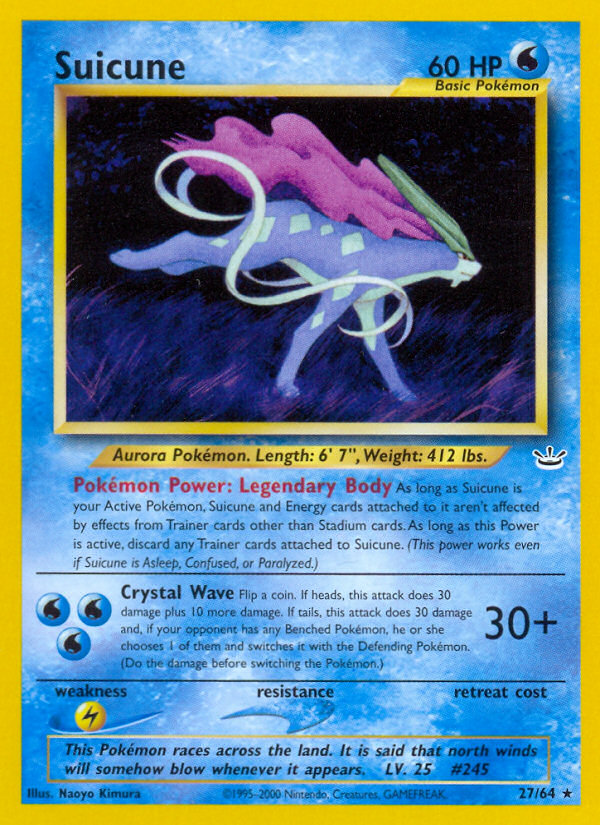 Suicune
60 HP
Basic Pokémon
Aurora Pokémon. Length: 6' 7", Weight: 412 lbs.
Pokémon Power: Legendary Body As long as Suicune is
your Active Pokémon, Suicune and Energy cards attached to it aren't affected
by effects from Trainer cards other than Stadium cards. As long as this Power
is active, discard any Trainer cards attached to Suicune. (This power works even
if Suicune is Asleep, Confused, or Paralyzed.)
Crystal Wave Flip a coin. If heads, this attack does 30
damage plus 10 more damage. If tails, this attack does 30 damage
and, if your opponent has any Benched Pokémon, he or she
chooses 1 of them and switches it with the Defending Pokémon.
(Do the damage before switching the Pokémon.)
30+
weakness resistance retreat cost
This Pokémon races across the land. It is said that north winds
will somehow blow whenever it appears. LV. 25 #245
Illus. Naoyo Kimura ©1995-2000 Nintendo, Creatures, GAMEFREAK. 27/64 ★